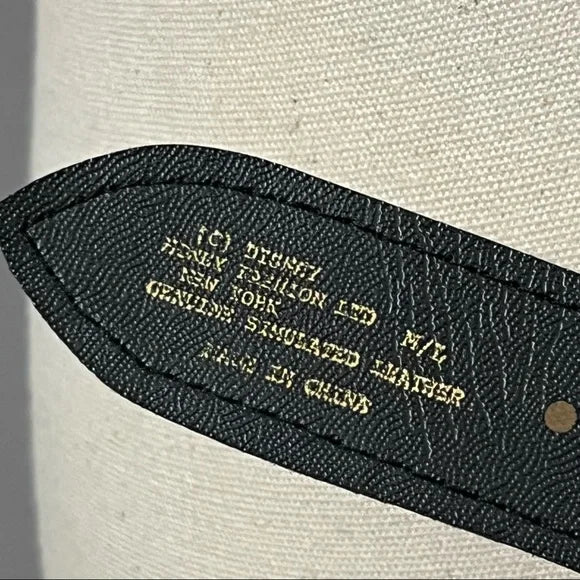 (C) DISNEY
FASHION LTD
NEW YORK M/L
GENUINE SIMULATED LEATHER
MADE IN CHINA